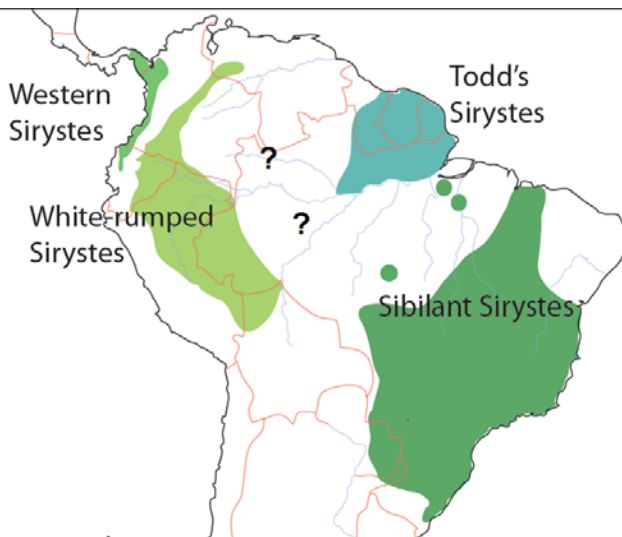 Western
Sirystes
Todd's
Sirystes
?
White-rumped
Sirystes
?
Sibilant Sirystes